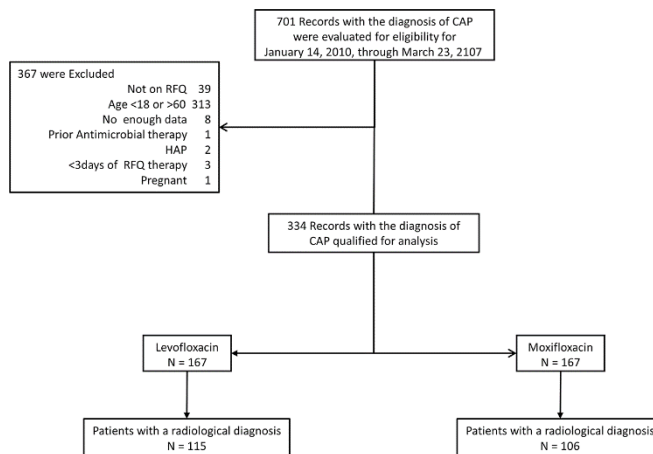 701 Records with the diagnosis of CAP
were evaluated for eligibility for
January 14, 2010, through March 23, 2107
367 were Excluded
Not on RFQ 39
Age <18 or >60 313
No enough data 8
Prior Antimicrobial therapy 1
HAP 2
<3days of RFQ therapy 3
Pregnant 1
334 Records with the diagnosis of
CAP qualified for analysis
Levofloxacin
N = 167
Moxifloxacin
N = 167
Patients with a radiological diagnosis
N = 115
Patients with a radiological diagnosis
N = 106